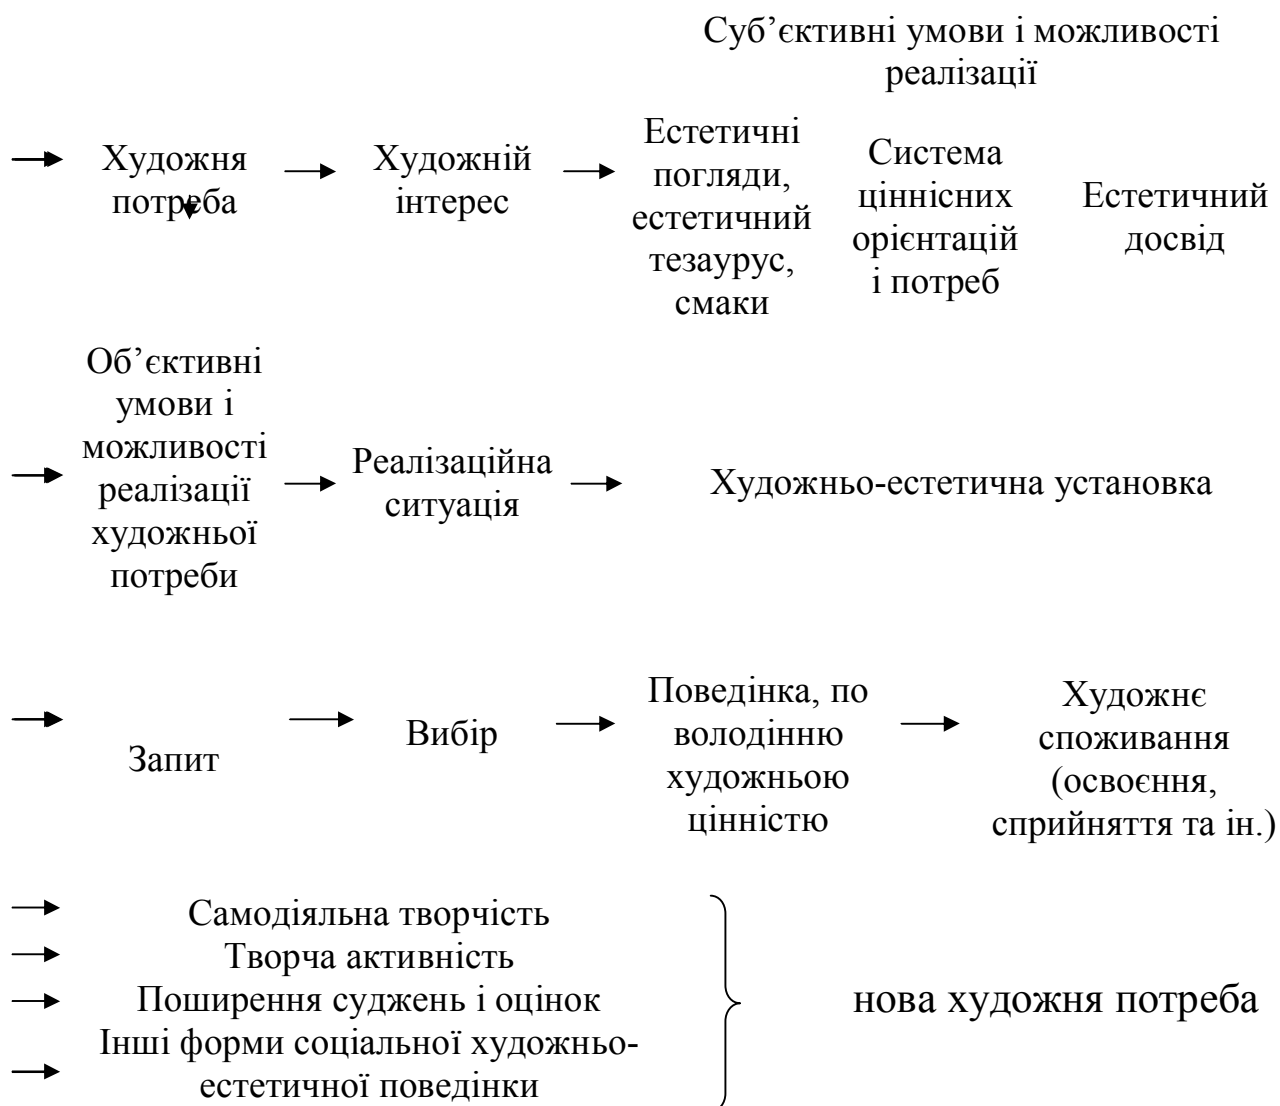 Суб’єктивні умови і можливості
реалізації
Художня
потреба
Художній
інтерес
Естетичні
погляди,
естетичний
тезаурус,
смаки
Система
ціннісних
орієнтацій
і потреб
Естетичний
досвід
Об’єктивні
умови і
можливості
реалізації
художньої
потреби
Реалізаційна
ситуація
Художньо-естетична установка
Запит
Вибір
Поведінка, по
володінню
художньою
цінністю
Художнє
споживання
(освоєння,
сприйняття та ін.)
Самодіяльна творчість
Творча активність
Поширення суджень і оцінок
Інші форми соціальної художньо-
естетичної поведінки
нова художня потреба